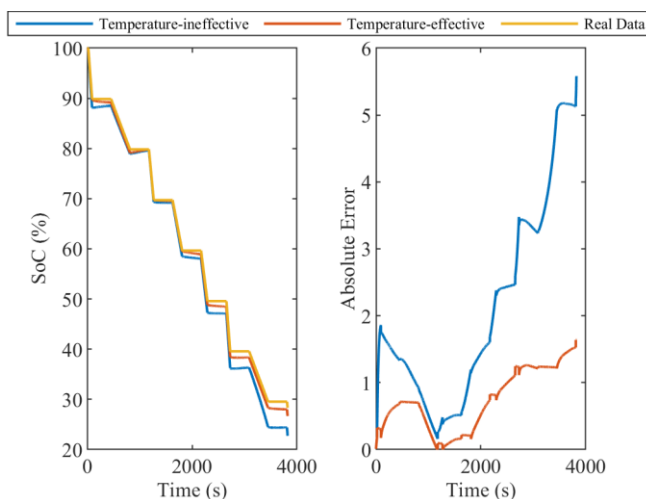 Temperature-ineffective Temperature-effective Real Data
100
90
80
70
60
50
40
30
20
SoC (%)
0 2000 4000
Time (s)
6
5
4
3
2
1
0
Absolute Error
0 2000 4000
Time (s)